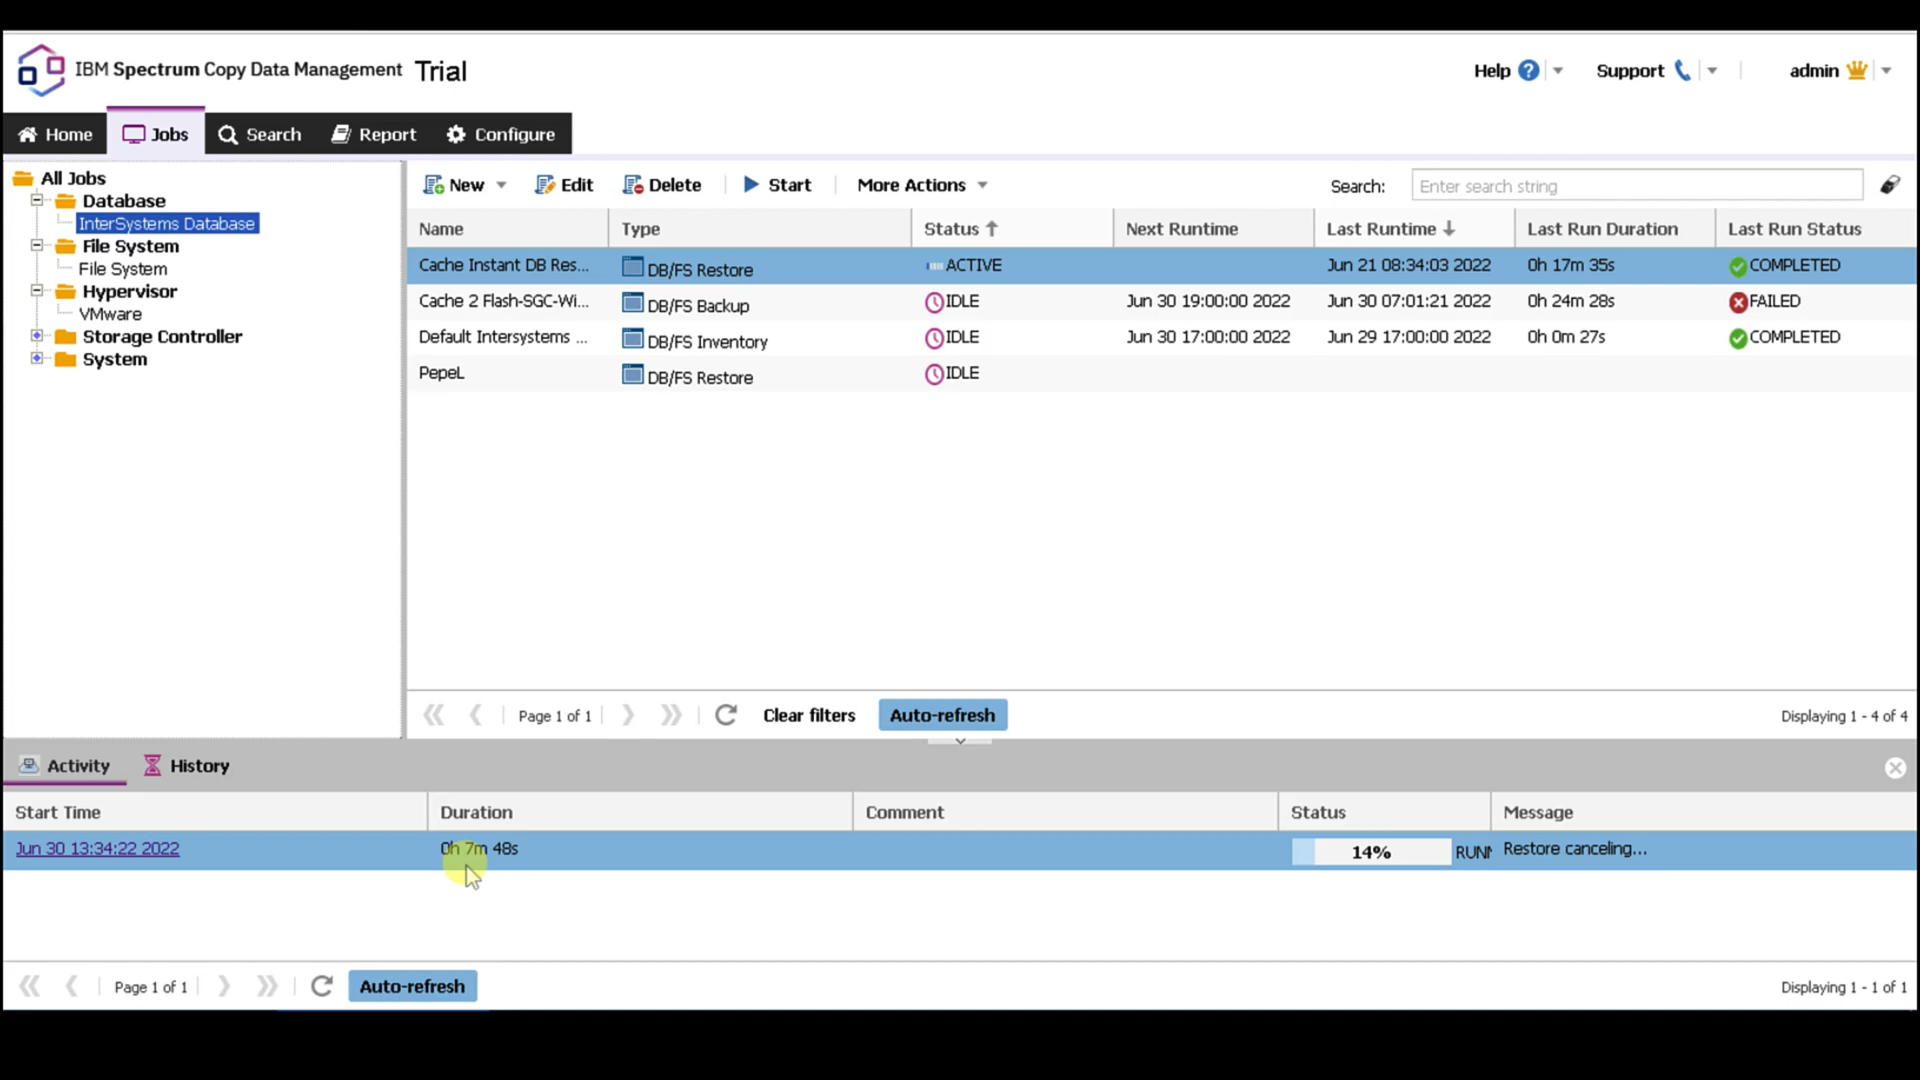 IBM Spectrum Copy Data Management Trial
Help ? Support admin
Home Jobs Search Report Configure
All Jobs
Database
InterSystems Database
File System
File System
Hypervisor
VMware
Storage Controller
System
New Edit Delete Start More Actions Search: Enter search string
Name Type Status Next Runtime Last Runtime Last Run Duration Last Run Status
Cache Instant DB Res... DB/FS Restore ACTIVE Jun 21 08:34:03 2022 0h 17m 35s COMPLETED
Cache 2 Flash-SGC-Wi... DB/FS Backup IDLE Jun 30 19:00:00 2022 Jun 30 07:01:21 2022 0h 24m 28s FAILED
Default Intersystems ... DB/FS Inventory IDLE Jun 30 17:00:00 2022 Jun 29 17:00:00 2022 0h 0m 27s COMPLETED
PepeL DB/FS Restore IDLE
Page 1 of 1 Clear filters Auto-refresh Displaying 1 - 4 of 4
Activity History
Start Time Duration Comment Status Message
Jun 30 13:34:22 2022 0h 7m 48s 14% RUNN Restore canceling...
Page 1 of 1 Auto-refresh Displaying 1 - 1 of 1